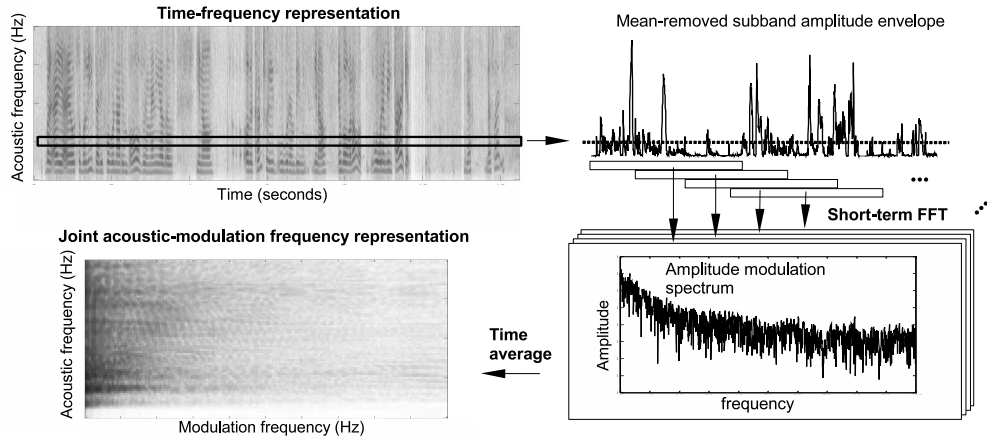 Time-frequency representation
Acoustic frequency (Hz)
Time (seconds)
Mean-removed subband amplitude envelope
Short-term FFT
Amplitude modulation
spectrum
Amplitude
frequency
Time
average
Joint acoustic-modulation frequency representation
Acoustic frequency (Hz)
Modulation frequency (Hz)